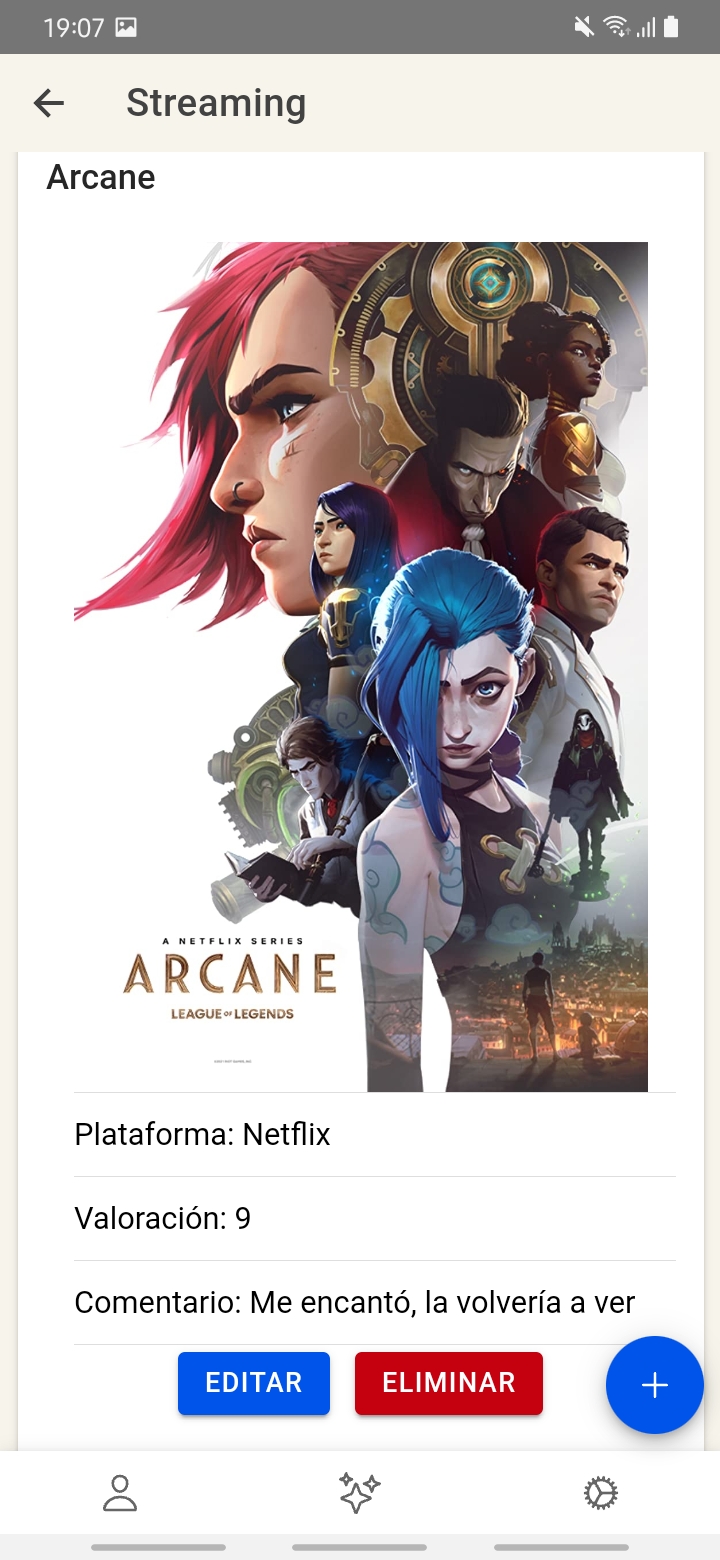 19:07
Streaming
Arcane
A NETFLIX SERIES
ARCANE
LEAGUE OF LEGENDS
Plataforma: Netflix
Valoración: 9
Comentario: Me encantó, la volvería a ver
EDITAR ELIMINAR